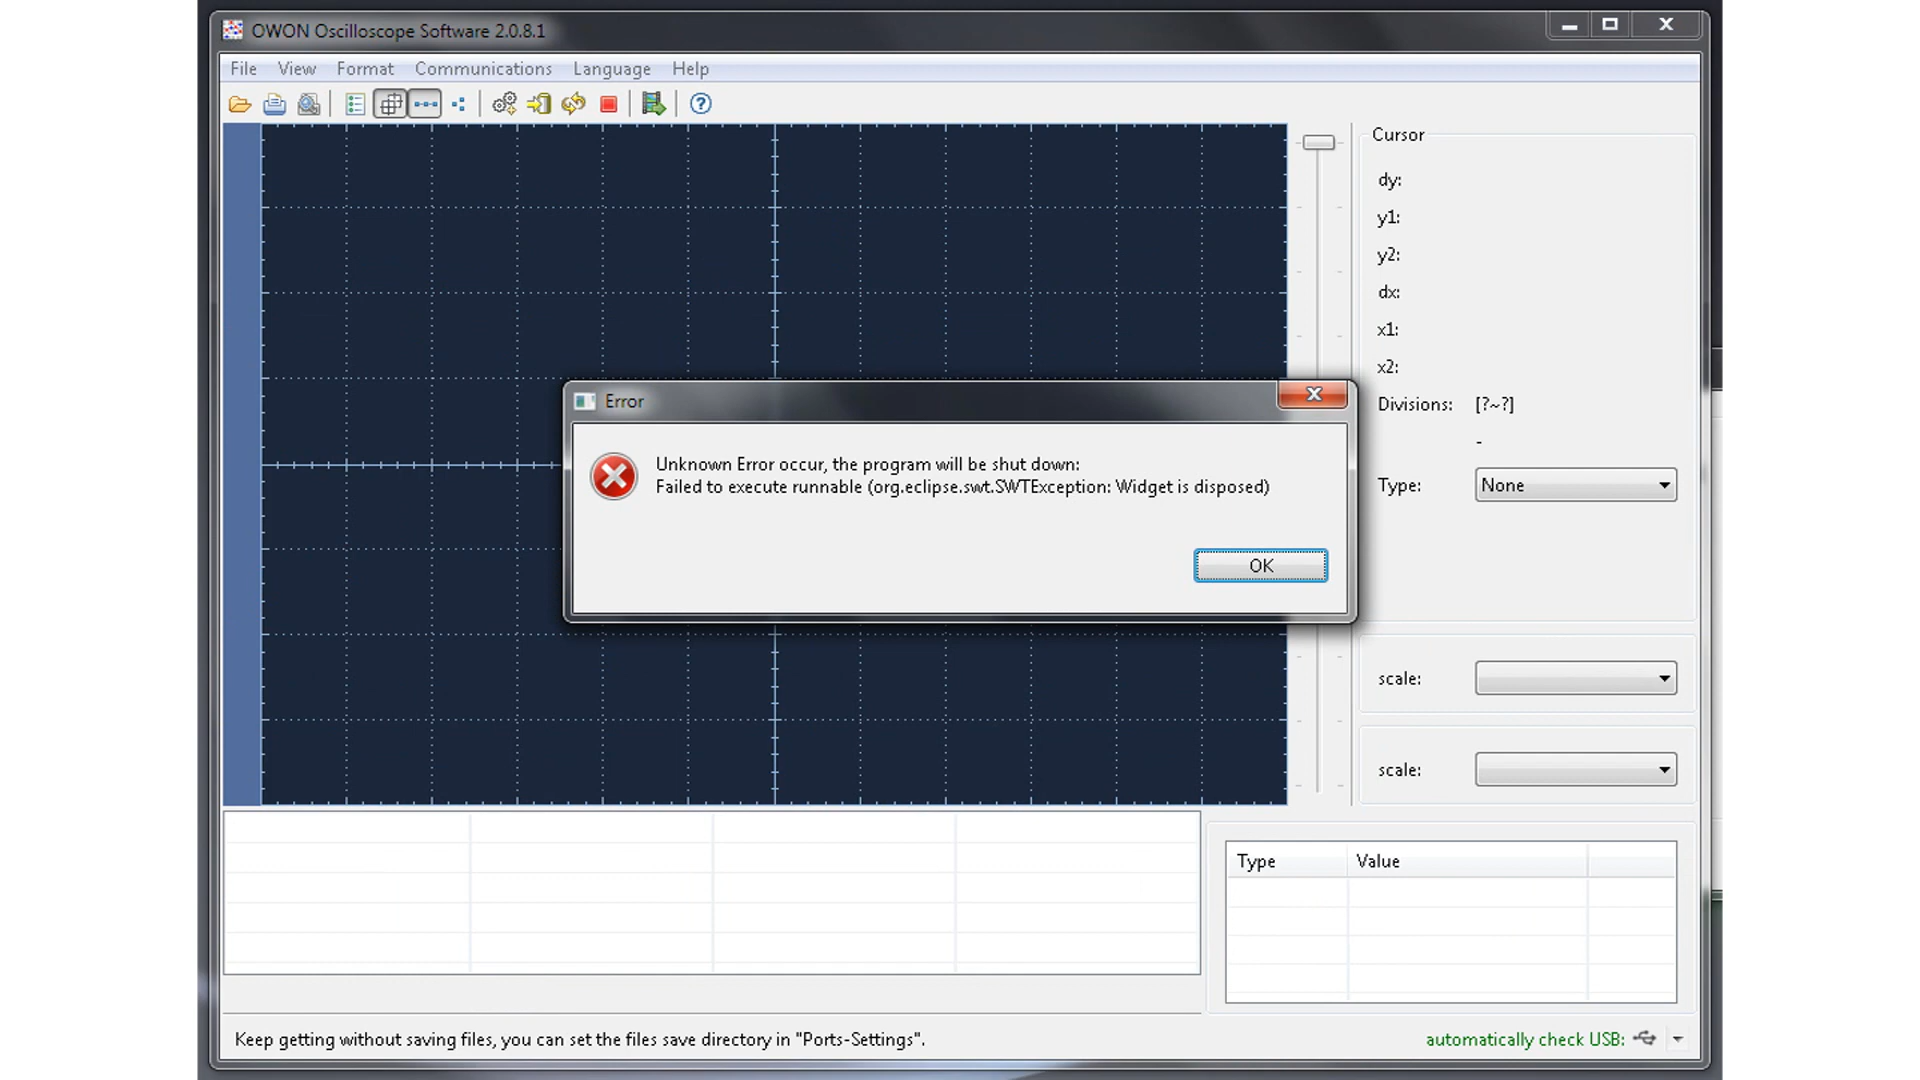 OWON Oscilloscope Software 2.0.8.1
File View Format Communications Language Help
Cursor
dy:
y1:
y2:
dx:
x1:
x2:
Divisions: [?~?]
-
Type: None
Error
Unknown Error occur, the program will be shut down:
Failed to execute runnable (org.eclipse.swt.SWTException: Widget is disposed)
OK
scale:
scale:
Type Value
Keep getting without saving files, you can set the files save directory in "Ports-Settings".
automatically check USB: